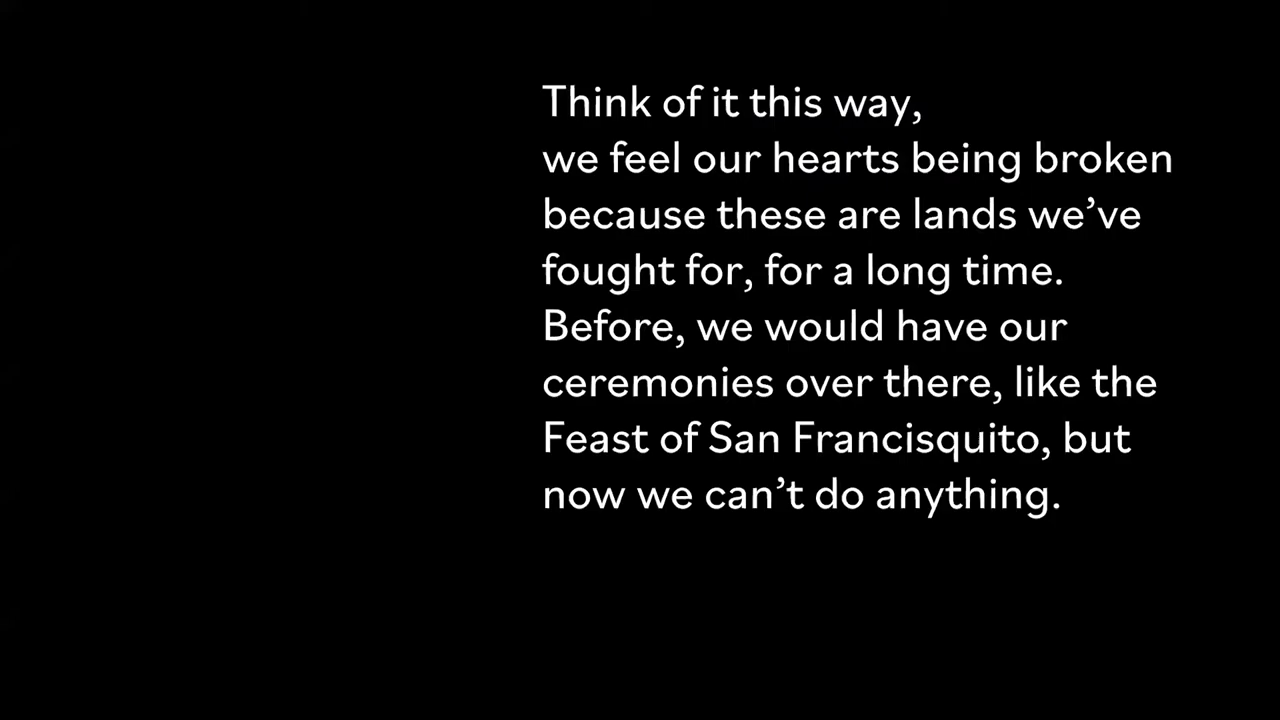 Think of it this way,
we feel our hearts being broken
because these are lands we’ve
fought for, for a long time.
Before, we would have our
ceremonies over there, like the
Feast of San Francisquito, but
now we can’t do anything.